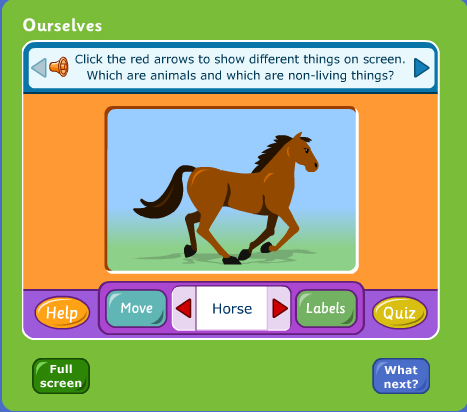 Ourselves
Click the red arrows to show different things on screen.
Which are animals and which are non-living things?
Help
Move
Horse
Labels
Quiz
Full
screen
What
next?